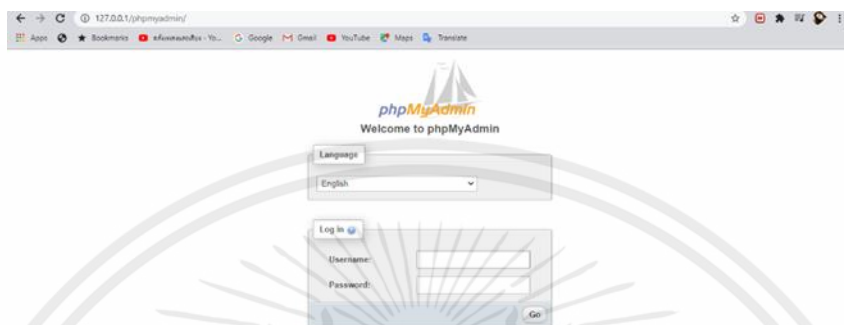 127.0.0.1/phpmyadmin/
Apps Bookmarks Yo... Google Gmail YouTube Maps Translate
phpMyAdmin
Welcome to phpMyAdmin
Language
English
Log in
Username:
Password:
Go